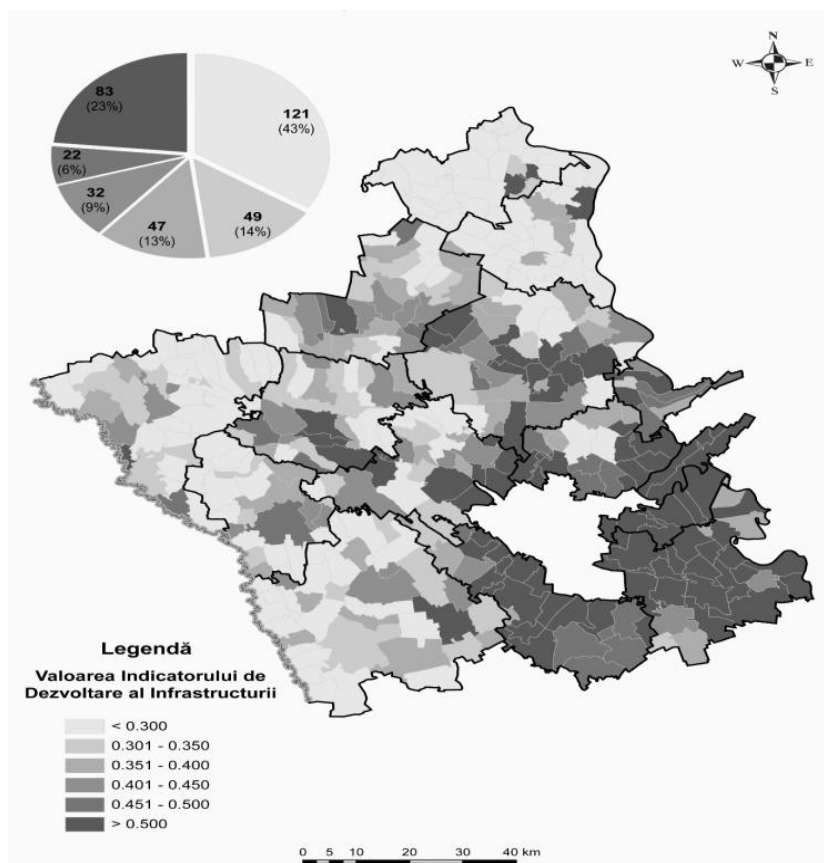 N
W E
S
83
(23%)
121
(43%)
22
(6%)
32
(9%)
47
(13%)
49
(14%)
Legendă
Valoarea Indicatorului de
Dezvoltare al Infrastructurii
< 0.300
0.301 - 0.350
0.351 - 0.400
0.401 - 0.450
0.451 - 0.500
> 0.500
0 5 10 20 30 40 km